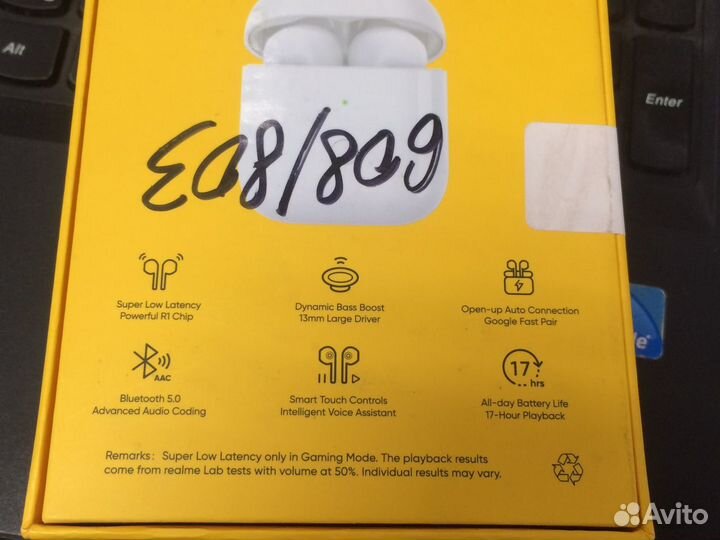 Alt
Enter
Super Low Latency
Powerful R1 Chip
Dynamic Bass Boost
13mm Large Driver
Open-up Auto Connection
Google Fast Pair
AAC
17 hrs
Bluetooth 5.0
Advanced Audio Coding
Smart Touch Controls
Intelligent Voice Assistant
All-day Battery Life
17-Hour Playback
Remarks: Super Low Latency only in Gaming Mode. The playback results
come from realme Lab tests with volume at 50%. Individual results may vary.
Avito